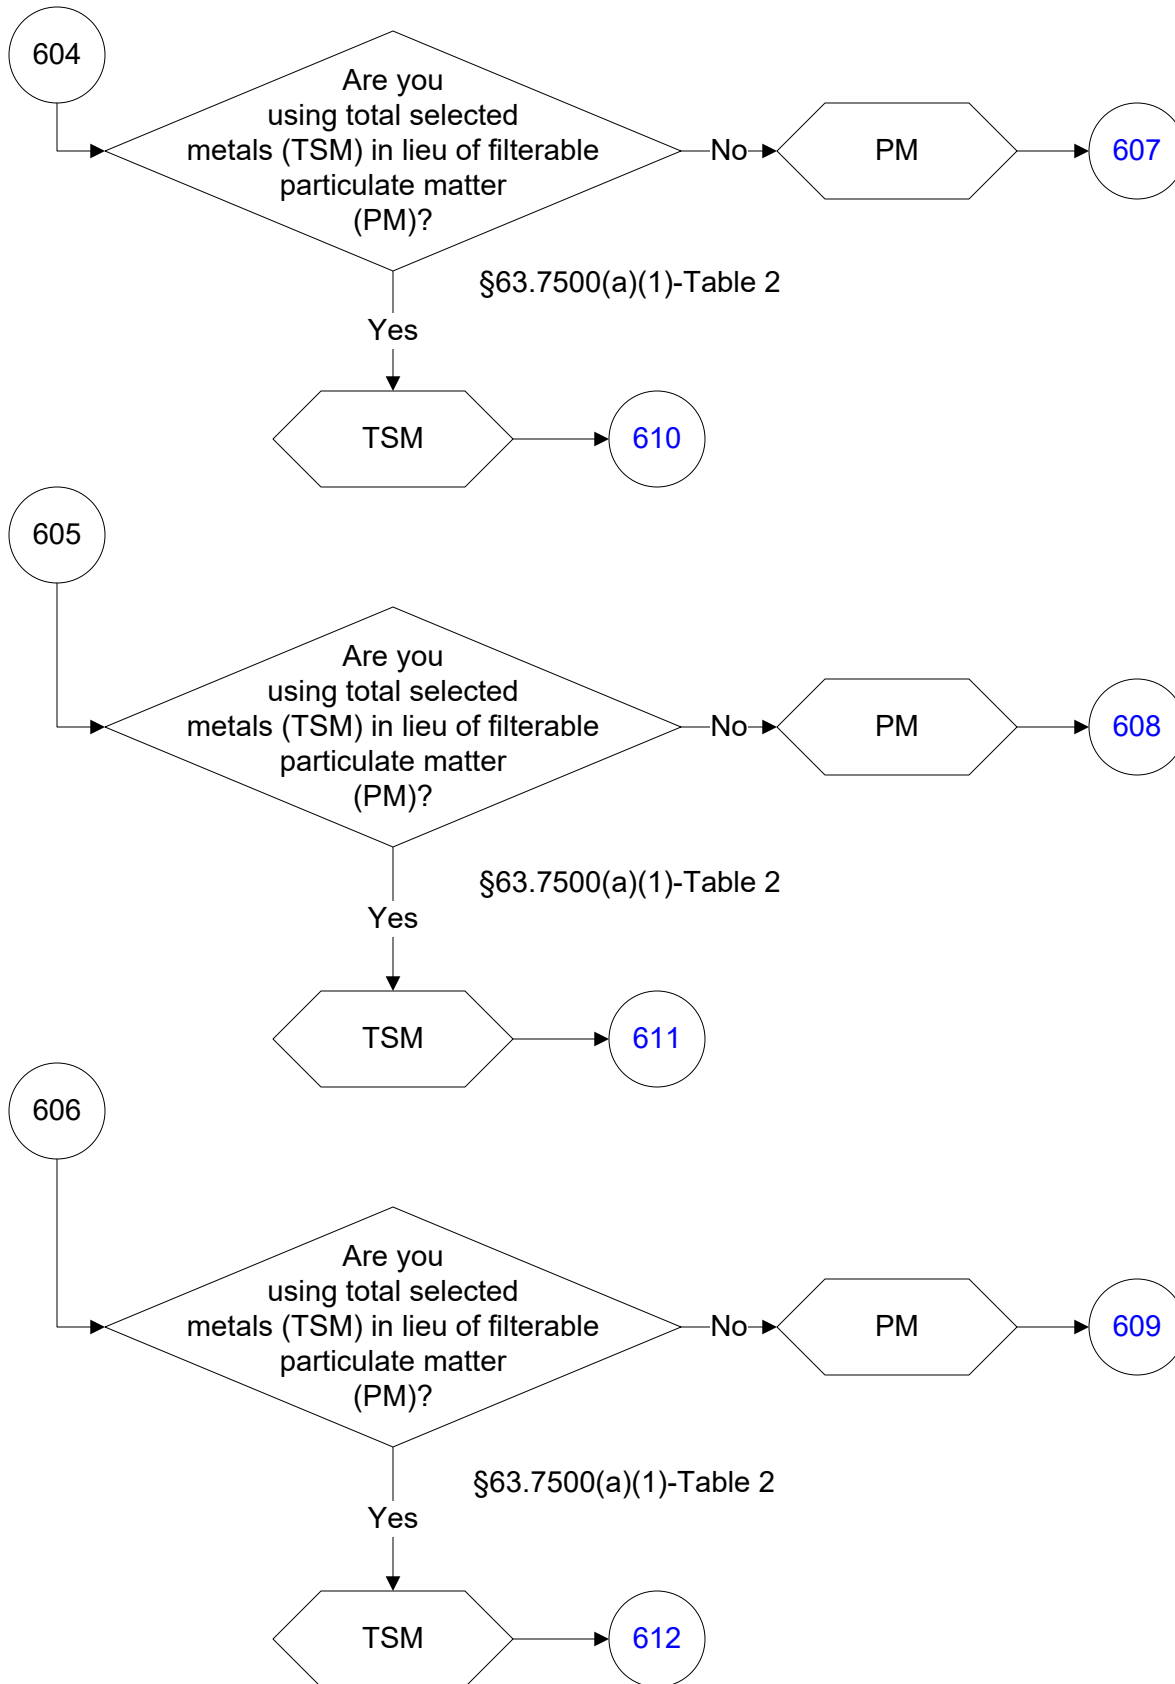 604
Are you
using total selected
metals (TSM) in lieu of filterable
particulate matter
(PM)?
No
PM
607
§63.7500(a)(1)-Table 2
Yes
TSM
610
605
Are you
using total selected
metals (TSM) in lieu of filterable
particulate matter
(PM)?
No
PM
608
§63.7500(a)(1)-Table 2
Yes
TSM
611
606
Are you
using total selected
metals (TSM) in lieu of filterable
particulate matter
(PM)?
No
PM
609
§63.7500(a)(1)-Table 2
Yes
TSM
612